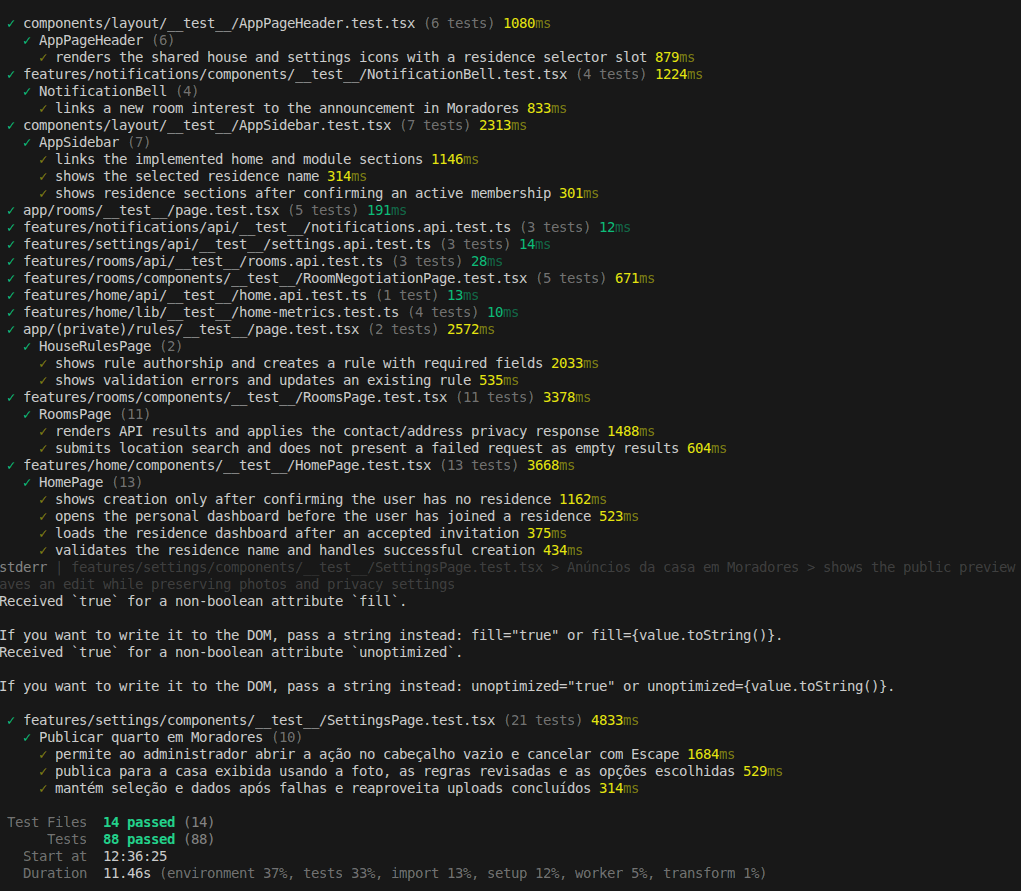 ✓ components/layout/__test__/AppPageHeader.test.tsx (6 tests) 1080ms
✓ AppPageHeader (6)
✓ renders the shared house and settings icons with a residence selector slot 879ms
✓ features/notifications/components/__test__/NotificationBell.test.tsx (4 tests) 1224ms
✓ NotificationBell (4)
✓ links a new room interest to the announcement in Moradores 833ms
✓ components/layout/__test__/AppSidebar.test.tsx (7 tests) 2313ms
✓ AppSidebar (7)
✓ links the implemented home and module sections 1146ms
✓ shows the selected residence name 314ms
✓ shows residence sections after confirming an active membership 301ms
✓ app/rooms/__test__/page.test.tsx (5 tests) 191ms
✓ features/notifications/api/__test__/notifications.api.test.ts (3 tests) 12ms
✓ features/settings/api/__test__/settings.api.test.ts (3 tests) 14ms
✓ features/rooms/api/__test__/rooms.api.test.ts (3 tests) 28ms
✓ features/rooms/components/__test__/RoomNegotiationPage.test.tsx (5 tests) 671ms
✓ features/home/api/__test__/home.api.test.ts (1 test) 13ms
✓ features/home/lib/__test__/home-metrics.test.ts (4 tests) 10ms
✓ app/(private)/rules/__test__/page.test.tsx (2 tests) 2572ms
✓ HouseRulesPage (2)
✓ shows rule authorship and creates a rule with required fields 2033ms
✓ shows validation errors and updates an existing rule 535ms
✓ features/rooms/components/__test__/RoomsPage.test.tsx (11 tests) 3378ms
✓ RoomsPage (11)
✓ renders API results and applies the contact/address privacy response 1488ms
✓ submits location search and does not present a failed request as empty results 604ms
✓ features/home/components/__test__/HomePage.test.tsx (13 tests) 3668ms
✓ HomePage (13)
✓ shows creation only after confirming the user has no residence 1162ms
✓ opens the personal dashboard before the user has joined a residence 523ms
✓ loads the residence dashboard after an accepted invitation 375ms
✓ validates the residence name and handles successful creation 434ms
stderr | features/settings/components/__test__/SettingsPage.test.tsx > Anúncios da casa em Moradores > shows the public preview
aves an edit while preserving photos and privacy settings
Received `true` for a non-boolean attribute `fill`.
If you want to write it to the DOM, pass a string instead: fill="true" or fill={value.toString()}.
Received `true` for a non-boolean attribute `unoptimized`.
If you want to write it to the DOM, pass a string instead: unoptimized="true" or unoptimized={value.toString()}.
✓ features/settings/components/__test__/SettingsPage.test.tsx (21 tests) 4833ms
✓ Publicar quarto em Moradores (10)
✓ permite ao administrador abrir a ação no cabeçalho vazio e cancelar com Escape 1684ms
✓ publica para a casa exibida usando a foto, as regras revisadas e as opções escolhidas 529ms
✓ mantém seleção e dados após falhas e reaproveita uploads concluídos 314ms
Test Files 14 passed (14)
Tests 88 passed (88)
Start at 12:36:25
Duration 11.46s (environment 37%, tests 33%, import 13%, setup 12%, worker 5%, transform 1%)